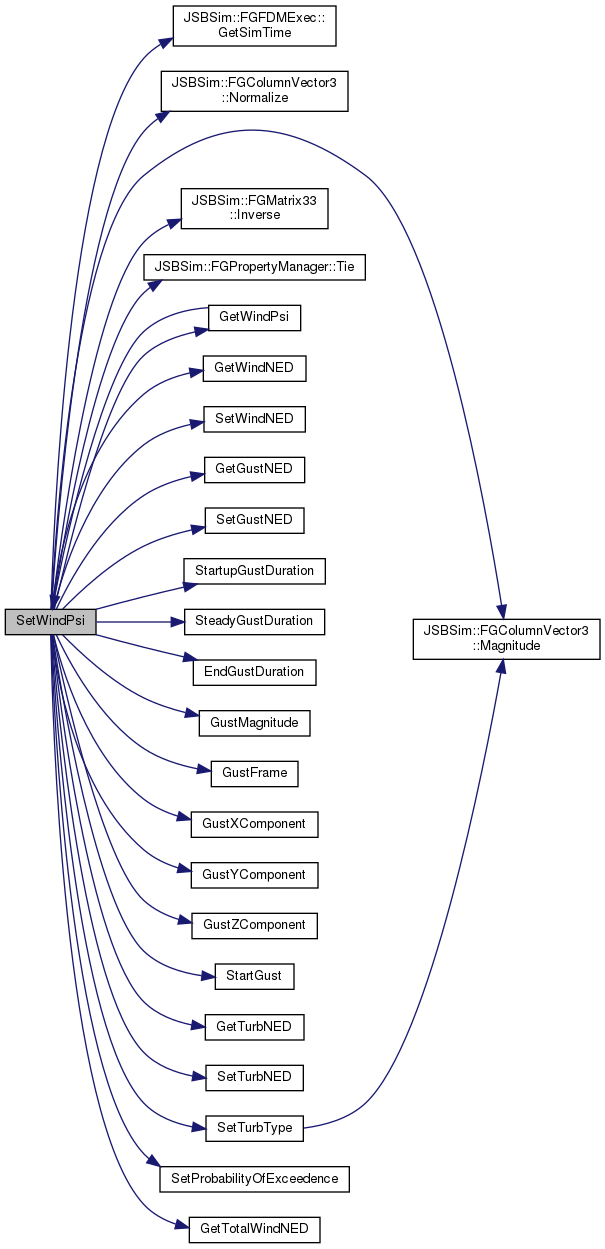 JSBSim::FGFDMExec::
GetSimTime
JSBSim::FGColumnVector3
::Normalize
JSBSim::FGMatrix33
::Inverse
JSBSim::FGPropertyManager::Tie
GetWindPsi
GetWindNED
SetWindNED
GetGustNED
SetGustNED
StartupGustDuration
SetWindPsi
SteadyGustDuration
JSBSim::FGColumnVector3
::Magnitude
EndGustDuration
GustMagnitude
GustFrame
GustXComponent
GustYComponent
GustZComponent
StartGust
GetTurbNED
SetTurbNED
SetTurbType
SetProbabilityOfExceedence
GetTotalWindNED